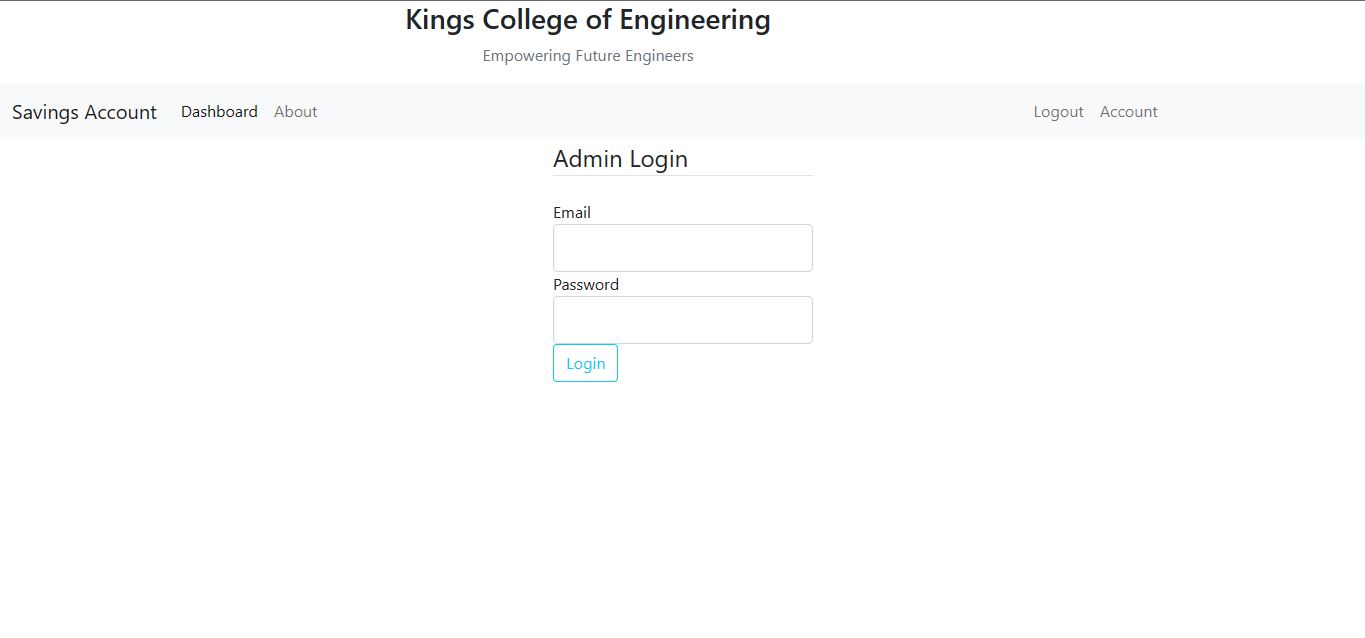 Kings College of Engineering
Empowering Future Engineers
Savings Account Dashboard About Logout Account
Admin Login
Email
Password
Login